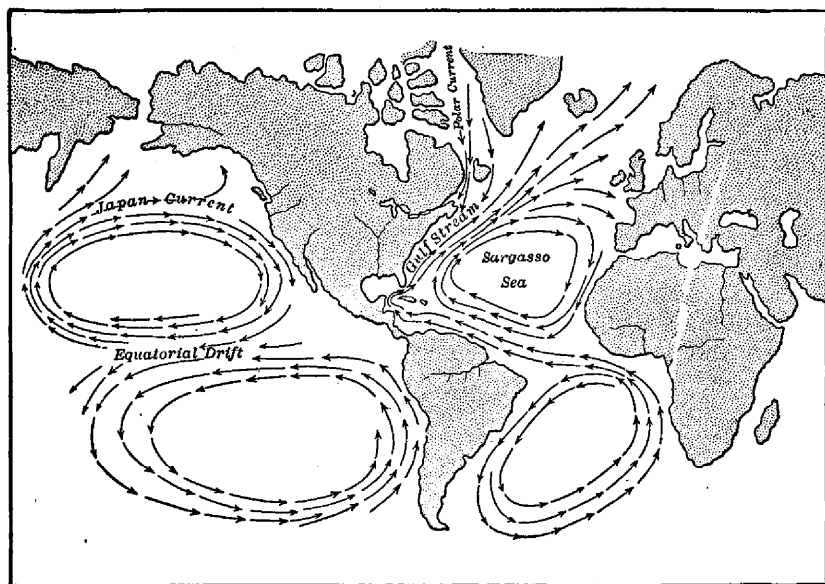 Polar Current
Japan Current
Gulf Stream
Sargasso
Sea
Equatorial Drift